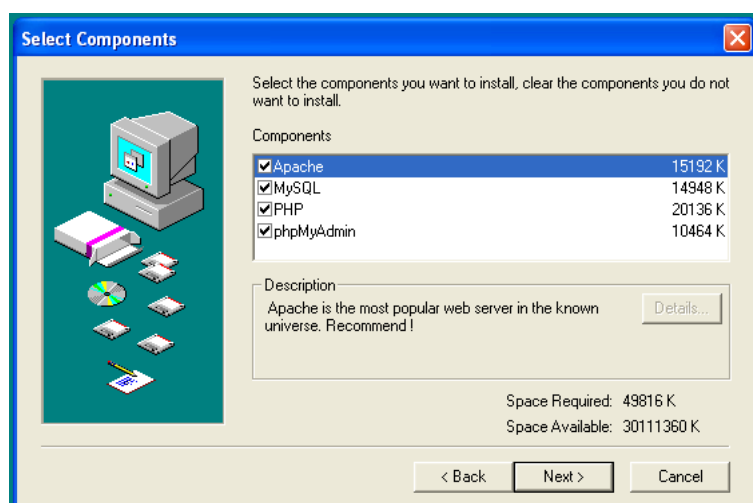 Select Components
Select the components you want to install, clear the components you do not
want to install.
Components
Apache 15192 K
MySQL 14948 K
PHP 20136 K
phpMyAdmin 10464 K
Description
Apache is the most popular web server in the known
universe. Recommend !
Details...
Space Required: 49816 K
Space Available: 30111360 K
< Back Next > Cancel